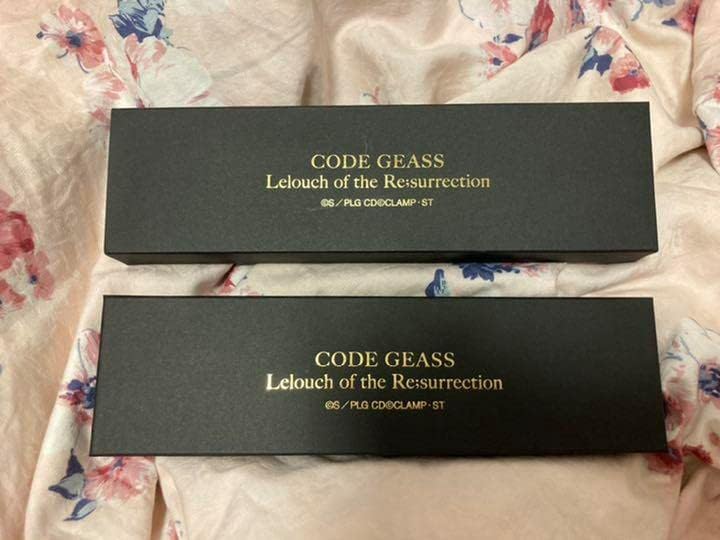 CODE GEASS
Lelouch of the Re;surrection
©S／PLG CD©CLAMP・ST
CODE GEASS
Lelouch of the Re;surrection
©S／PLG CD©CLAMP・ST